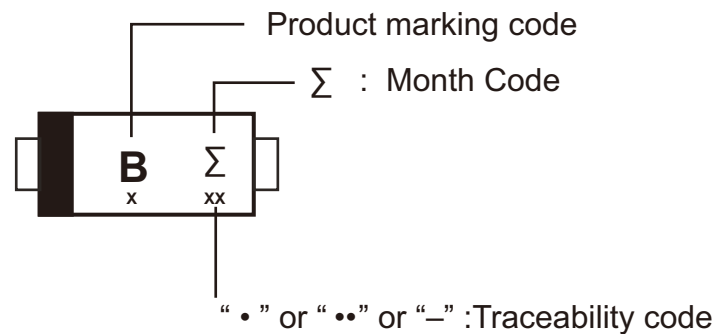 Product marking code
∑ : Month Code
B ∑
x xx
“ • ” or “ ••” or “–” :Traceability code